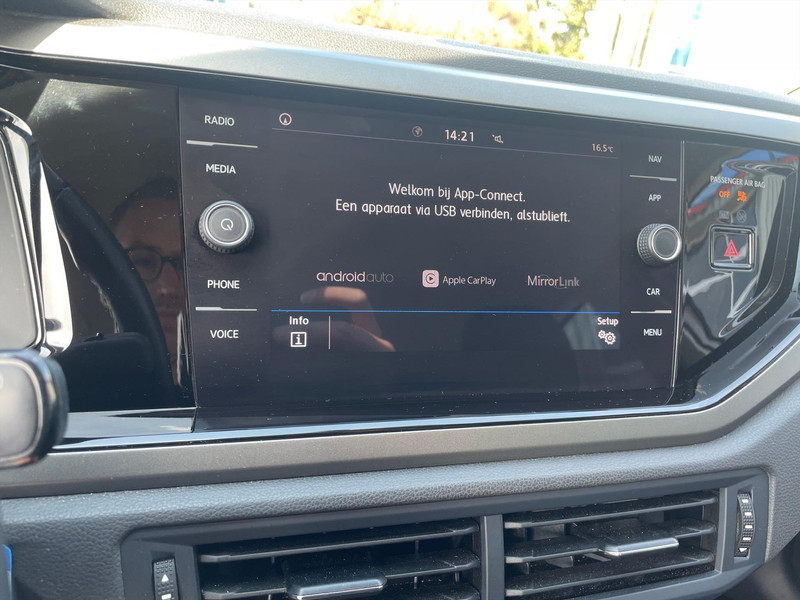 RADIO
MEDIA
PHONE
VOICE
14:21
16.5°C
Welkom bij App-Connect.
Een apparaat via USB verbinden, alstublieft.
androidauto
Apple CarPlay
MirrorLink
Info
i
Setup
NAV
APP
CAR
MENU
PASSENGER AIR BAG
OFF